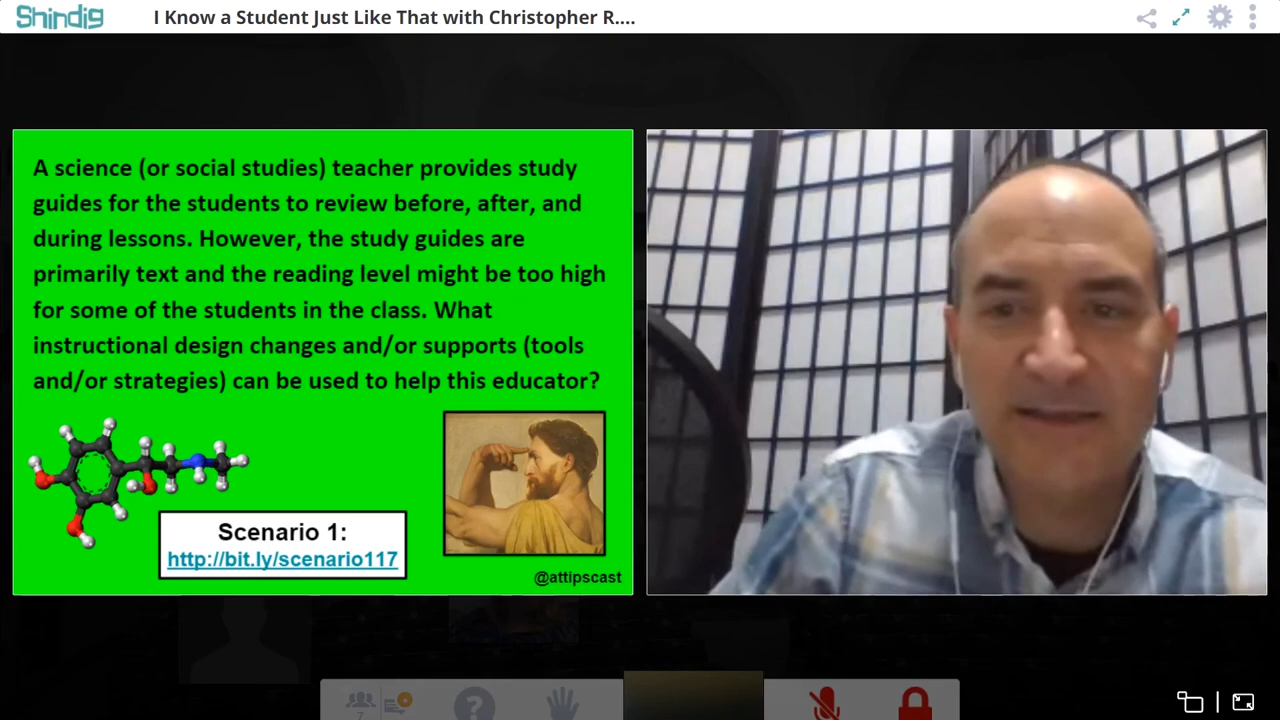 Shindig
I Know a Student Just Like That with Christopher R....
A science (or social studies) teacher provides study
guides for the students to review before, after, and
during lessons. However, the study guides are
primarily text and the reading level might be too high
for some of the students in the class. What
instructional design changes and/or supports (tools
and/or strategies) can be used to help this educator?
Scenario 1:
http://bit.ly/scenario117
@attipscast
7
?